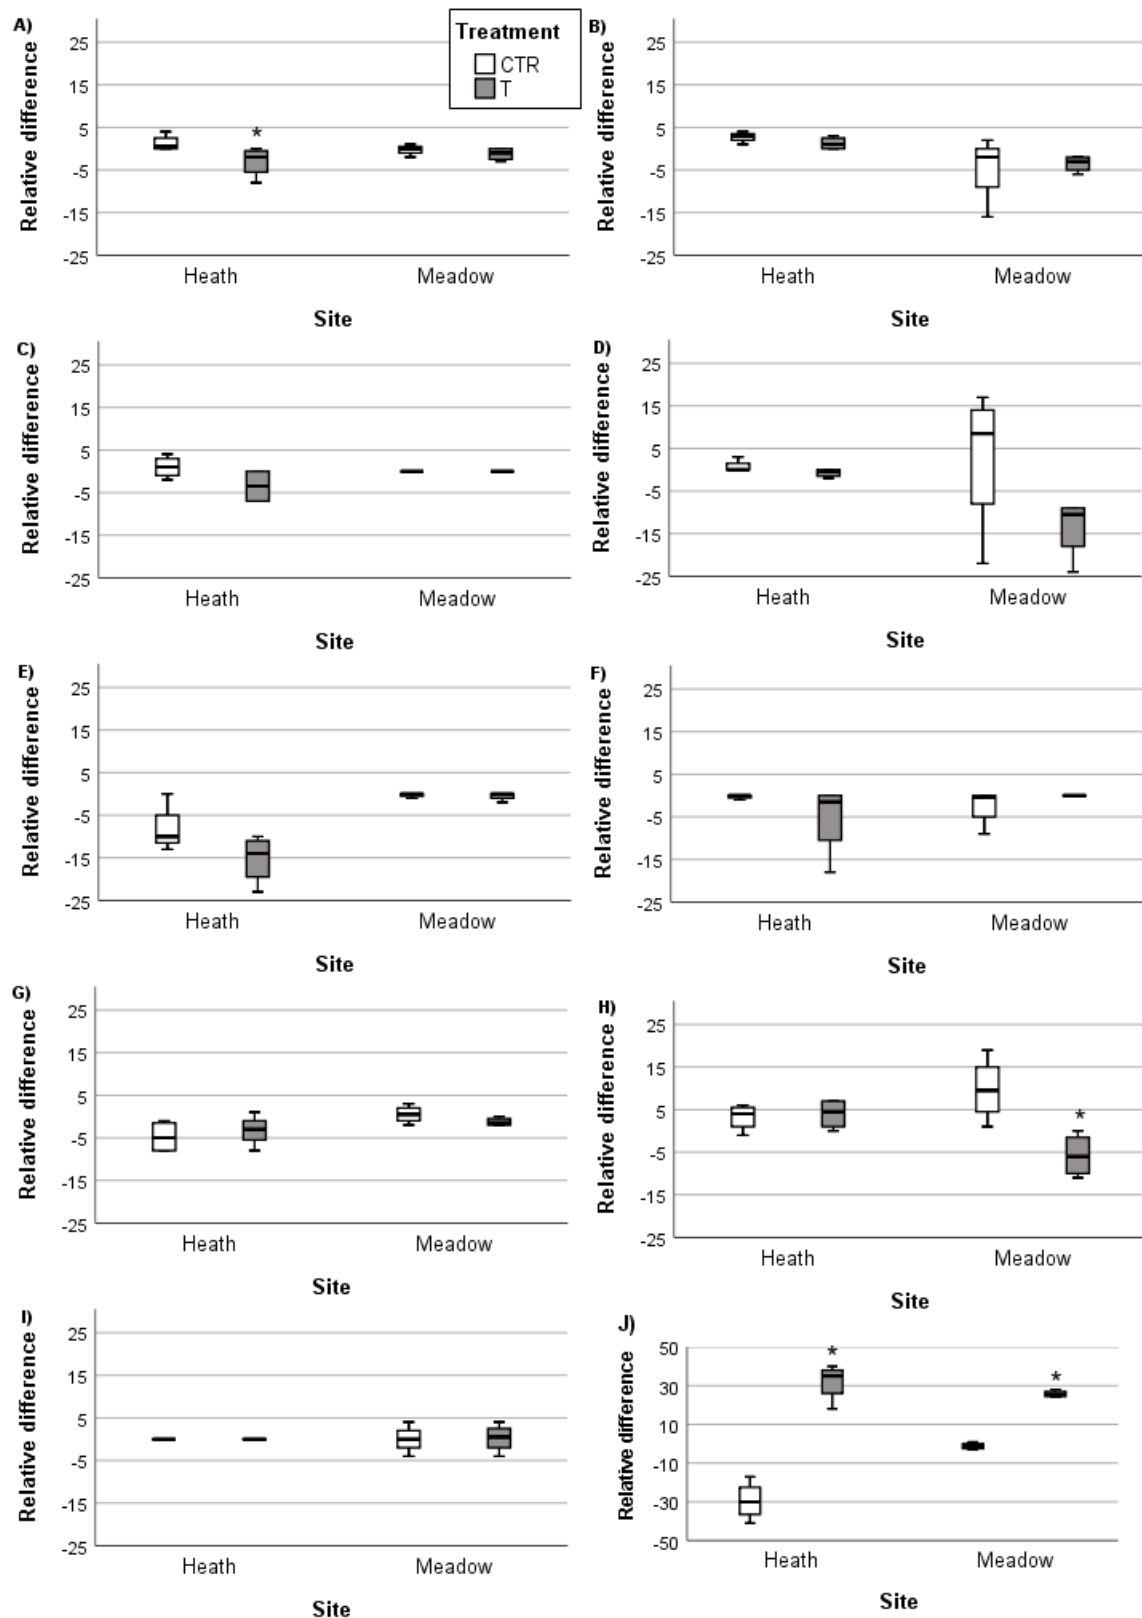 A)
Treatment
CTR
T
Relative difference
25
15
5
-5
-15
-25
*
Heath
Meadow
Site
B)
Relative difference
25
15
5
-5
-15
-25
Heath
Meadow
Site
C)
Relative difference
25
15
5
-5
-15
-25
Heath
Meadow
Site
D)
Relative difference
25
15
5
-5
-15
-25
Heath
Meadow
Site
E)
Relative difference
25
15
5
-5
-15
-25
Heath
Meadow
Site
F)
Relative difference
25
15
5
-5
-15
-25
Heath
Meadow
Site
G)
Relative difference
25
15
5
-5
-15
-25
Heath
Meadow
Site
H)
Relative difference
25
15
5
-5
-15
-25
*
Heath
Meadow
Site
I)
Relative difference
25
15
5
-5
-15
-25
Heath
Meadow
Site
J)
Relative difference
50
30
10
-10
-30
-50
*
*
Heath
Meadow
Site